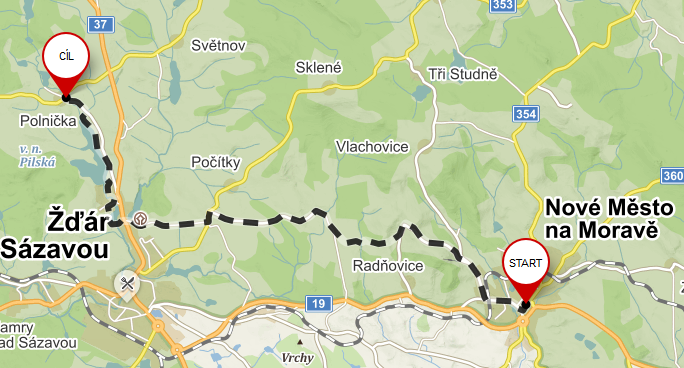 353
37
Světnov
CÍL
Sklené
Tři Studně
354
Polnička
v. n.
Pilská
Počítky
Vlachovice
360
Žďár
Sázavou
Nové Město
na Moravě
Radňovice
START
19
amry
ad Sázavou
Vrchy
Z